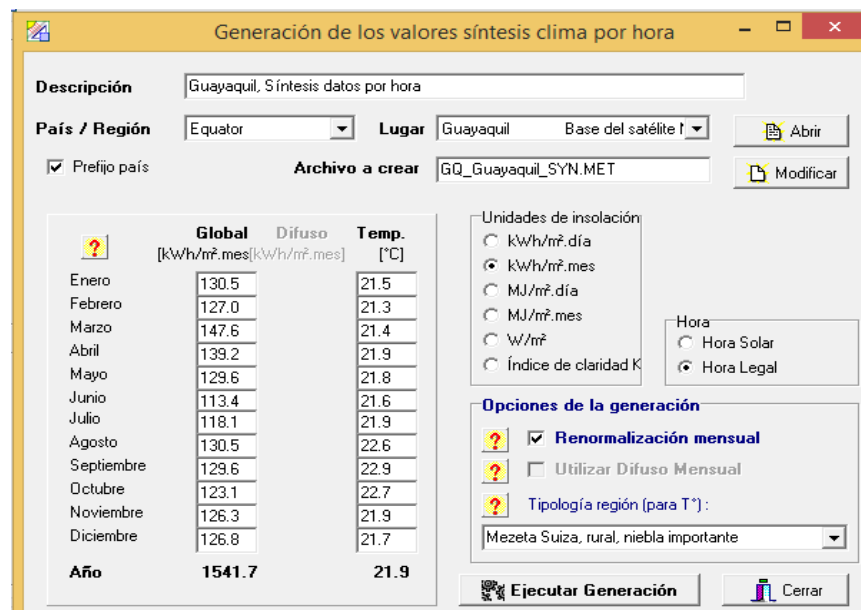 Generación de los valores síntesis clima por hora
Descripción Guayaquil, Síntesis datos por hora
País / Región Equator Lugar Guayaquil Base del satélite Abrir
Prefijo país Archivo a crear GQ_Guayaquil_SYN.MET Modificar
Global Difuso Temp.
? [kWh/m².mes] [kWh/m².mes] [°C]
Enero 130.5 21.5
Febrero 127.0 21.3
Marzo 147.6 21.4
Abril 139.2 21.9
Mayo 129.6 21.8
Junio 113.4 21.6
Julio 118.1 21.9
Agosto 130.5 22.6
Septiembre 129.6 22.9
Octubre 123.1 22.7
Noviembre 126.3 21.9
Diciembre 126.8 21.7
Año 1541.7 21.9
Unidades de insolación
kWh/m².día
kWh/m².mes
MJ/m².día
MJ/m².mes
W/m²
Índice de claridad K
Hora
Hora Solar
Hora Legal
Opciones de la generación
? Renormalización mensual
? Utilizar Difuso Mensual
? Tipología región (para T°) :
Mezeta Suiza, rural, niebla importante
Ejecutar Generación Cerrar